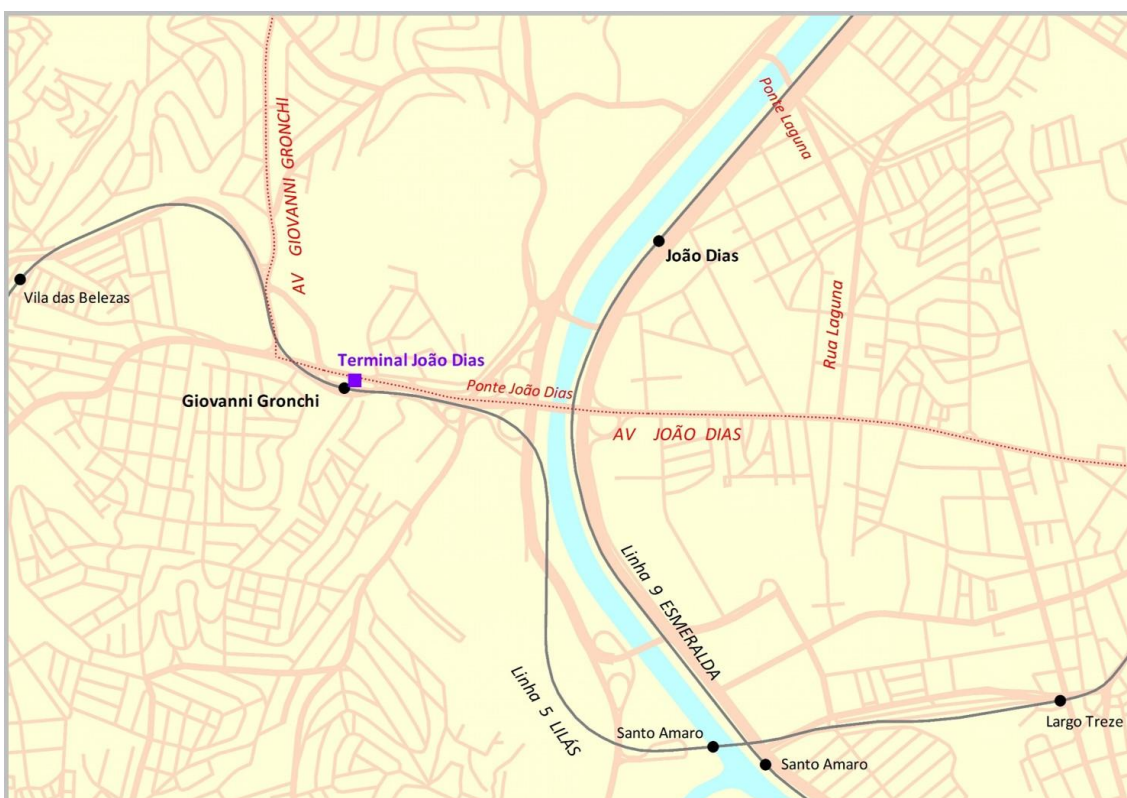 Ponte Laguna
AV GIOVANNI GRONCHI
João Dias
Vila das Belezas
Rua Laguna
Terminal João Dias
Ponte João Dias
Giovanni Gronchi
AV JOÃO DIAS
Linha 9 ESMERALDA
Linha 5 LILÁS
Largo Treze
Santo Amaro
Santo Amaro